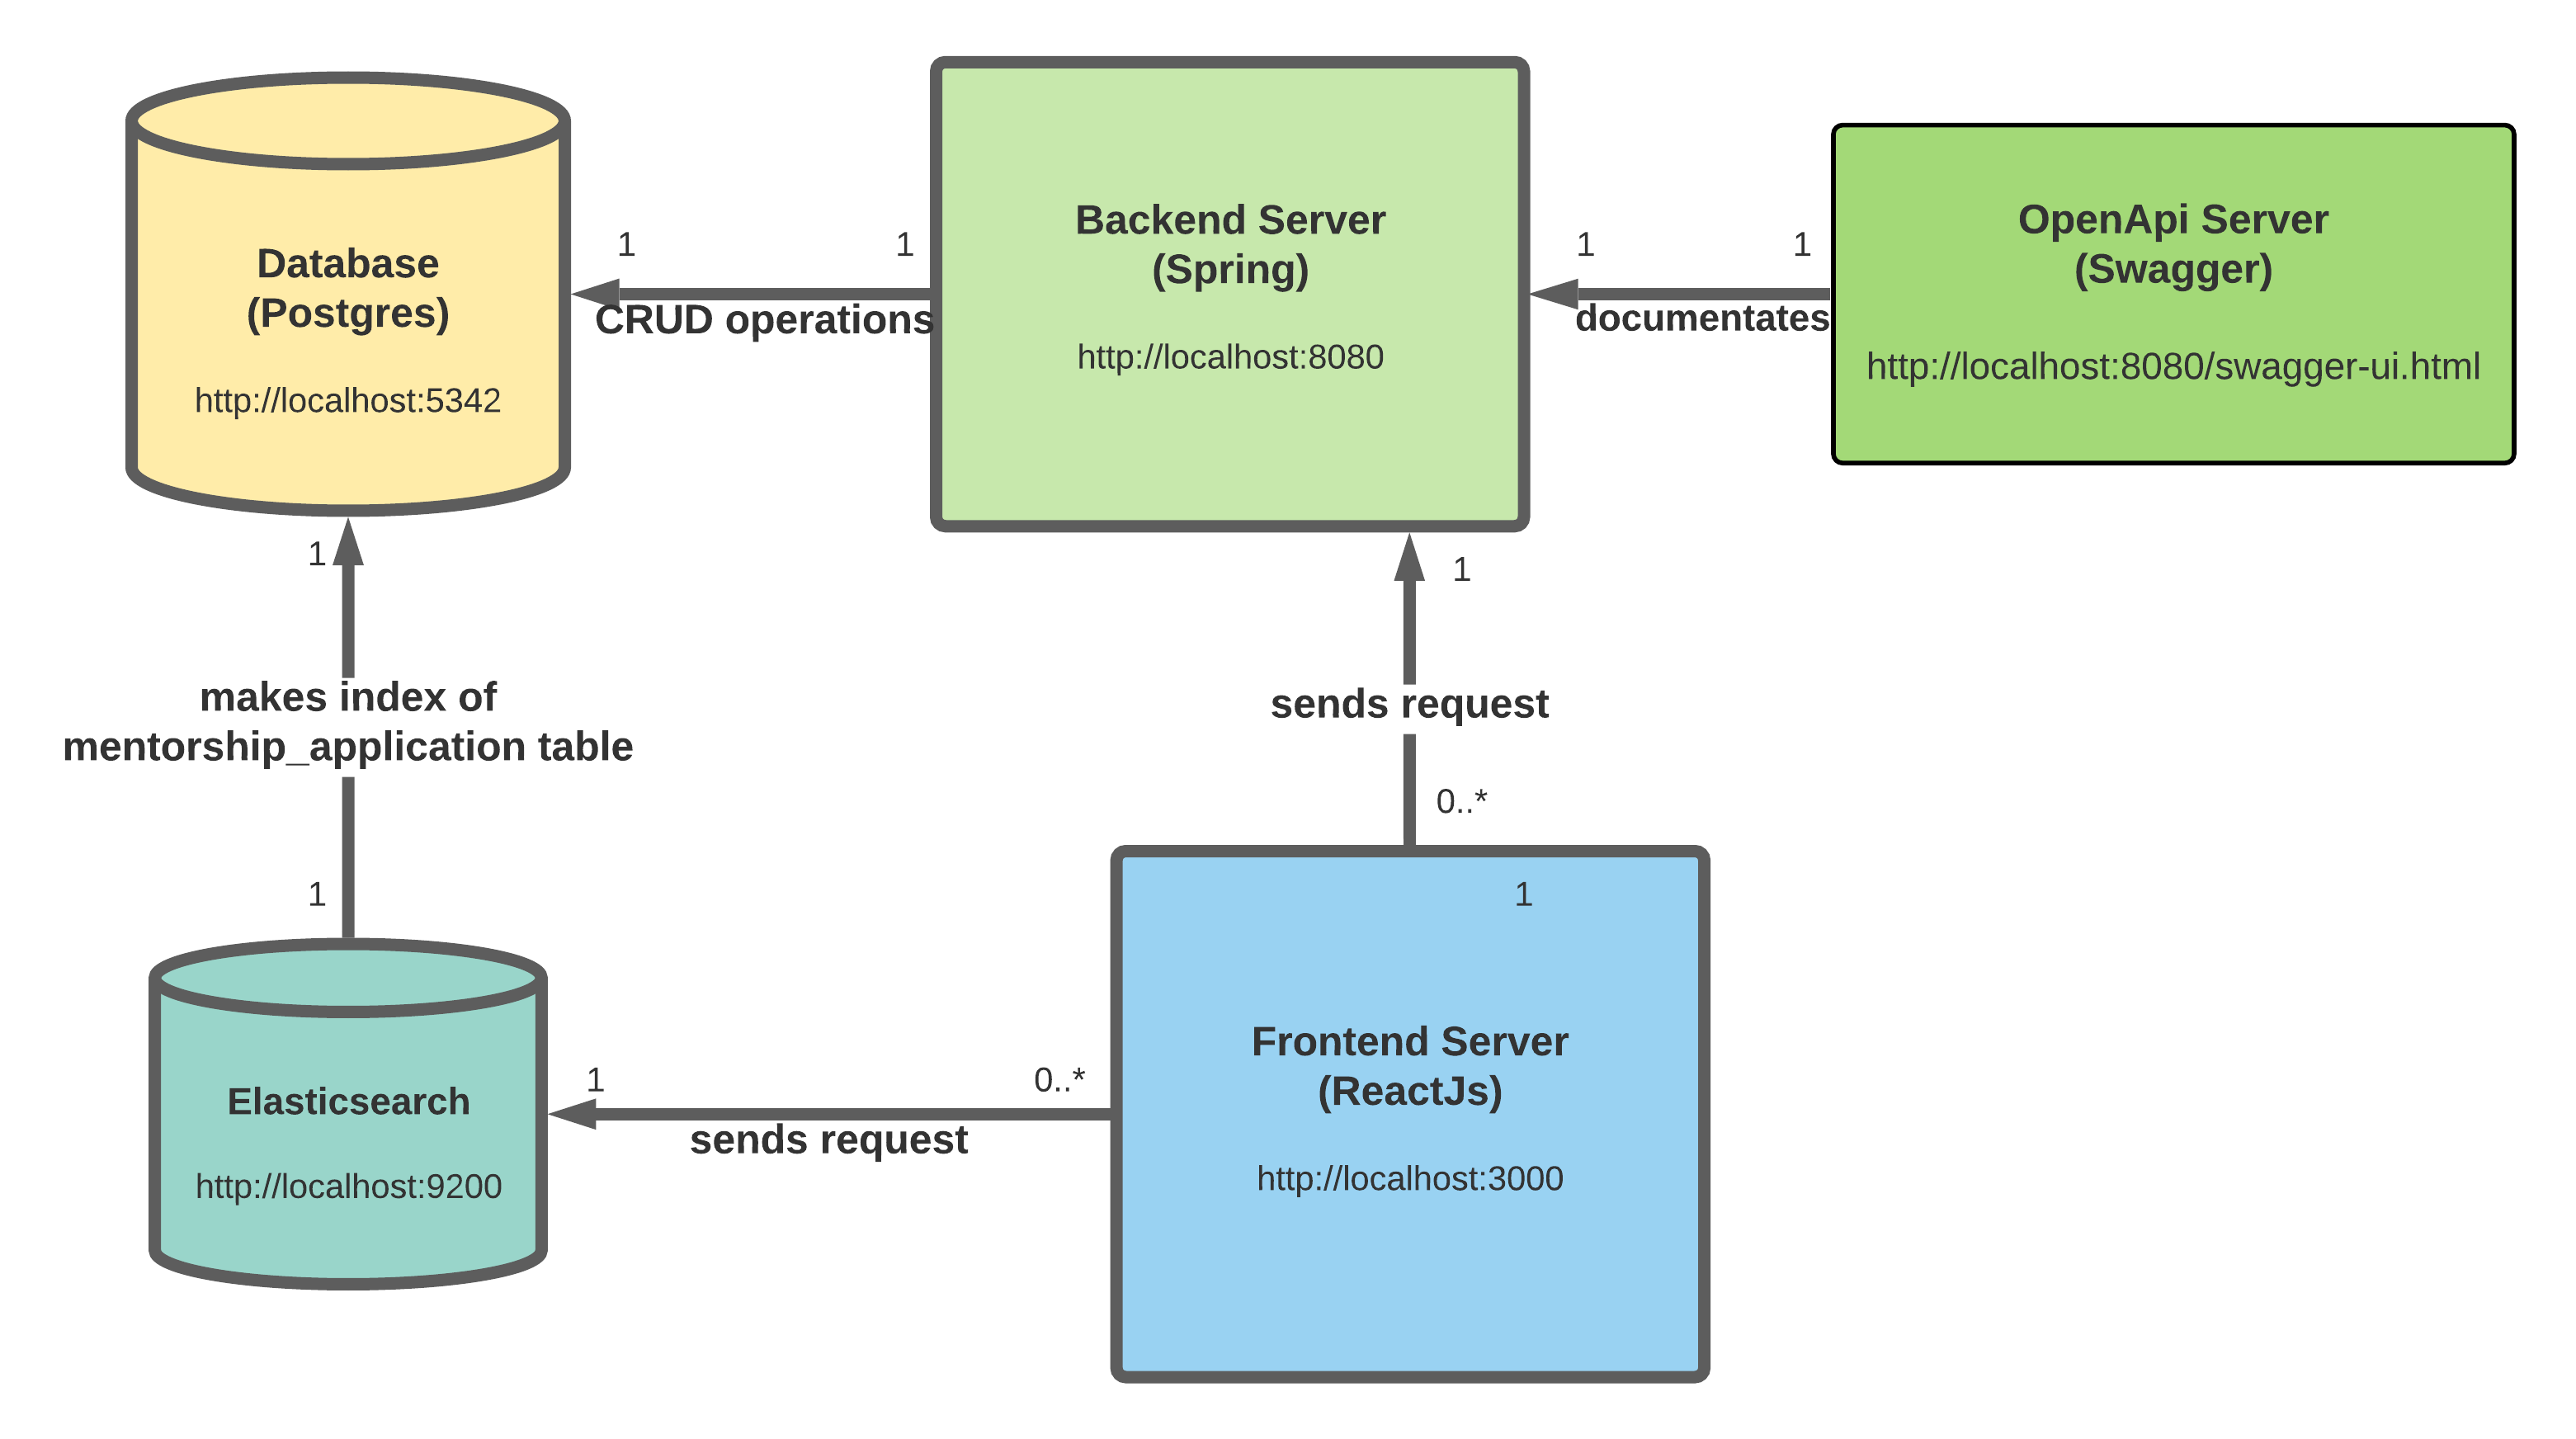 Database
(Postgres)
http://localhost:5342
1
1
CRUD operations
Backend Server
(Spring)
http://localhost:8080
1
1
documentates
OpenApi Server
(Swagger)
http://localhost:8080/swagger-ui.html
1
makes index of
mentorship_application table
1
1
sends request
0..*
Elasticsearch
http://localhost:9200
1
0..*
sends request
1
Frontend Server
(ReactJs)
http://localhost:3000